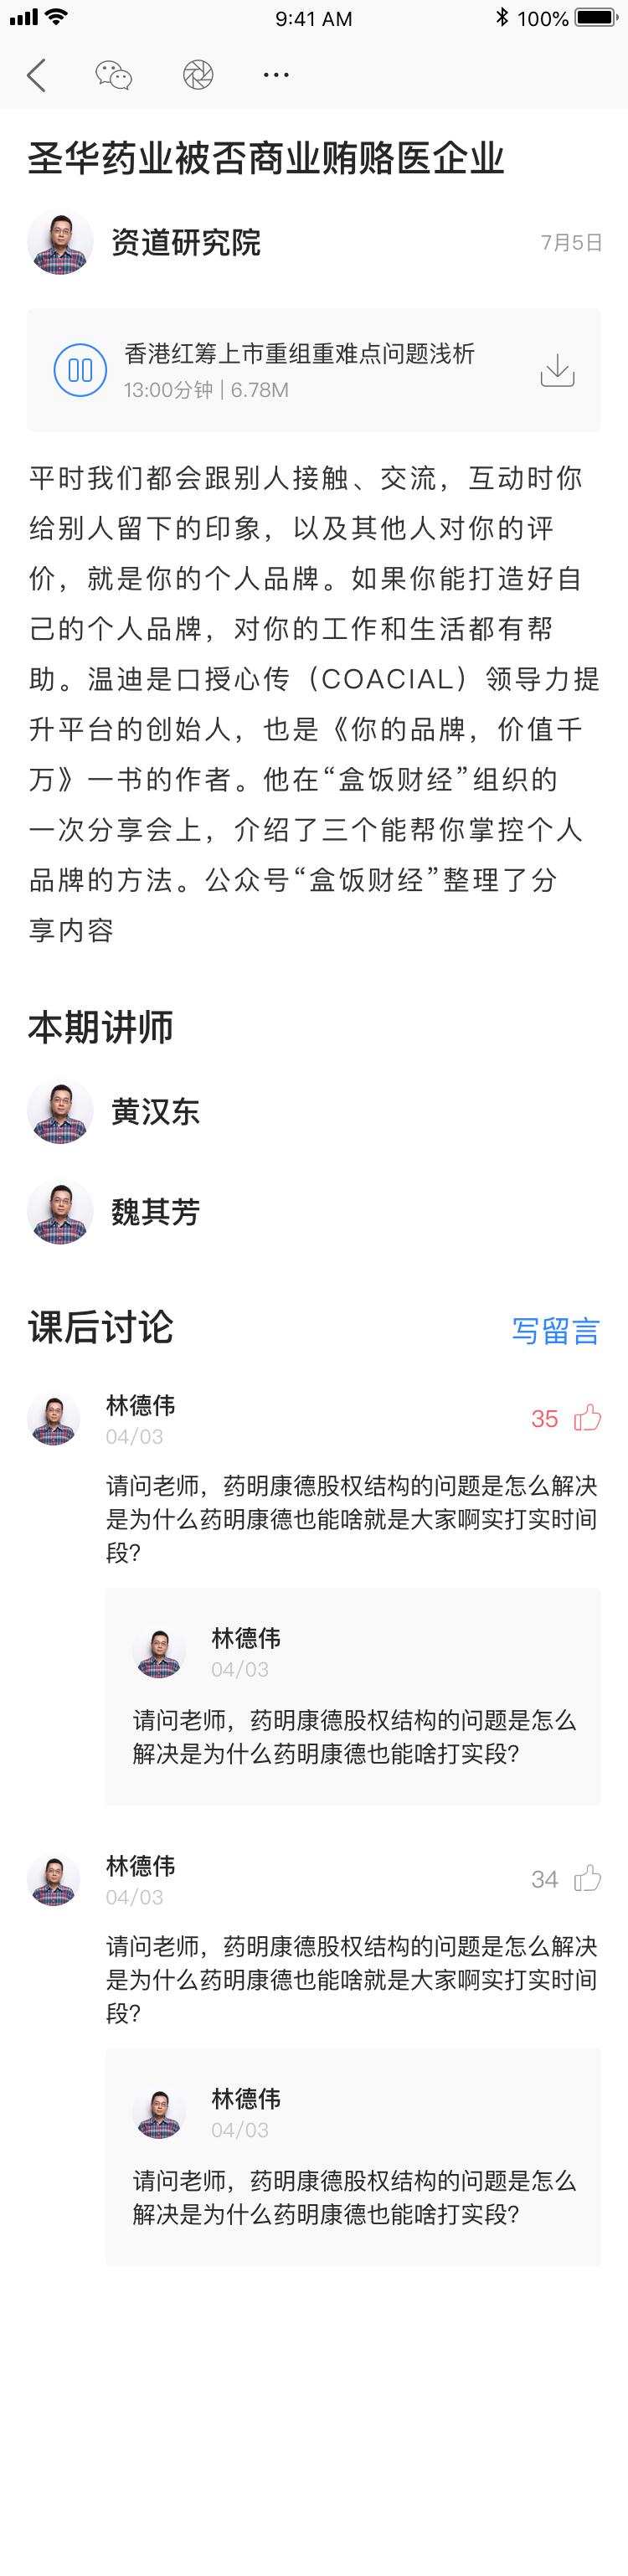 9:41 AM
100%
圣华药业被否商业贿赂医企业
资道研究院
7月5日
香港红筹上市重组重难点问题浅析
13:00分钟 | 6.78M
平时我们都会跟别人接触、交流，互动时你
给别人留下的印象，以及其他人对你的评
价，就是你的个人品牌。如果你能打造好自
己的个人品牌，对你的工作和生活都有帮
助。温迪是口授心传（COACIAL）领导力提
升平台的创始人，也是《你的品牌，价值千
万》一书的作者。他在“盒饭财经”组织的
一次分享会上，介绍了三个能帮你掌控个人
品牌的方法。公众号“盒饭财经”整理了分
享内容
本期讲师
黄汉东
魏其芳
课后讨论
写留言
林德伟
04/03
35
请问老师，药明康德股权结构的问题是怎么解决
是为什么药明康德也能啥就是大家啊实打实时间
段？
林德伟
04/03
请问老师，药明康德股权结构的问题是怎么
解决是为什么药明康德也能啥打实段？
林德伟
04/03
34
请问老师，药明康德股权结构的问题是怎么解决
是为什么药明康德也能啥就是大家啊实打实时间
段？
林德伟
04/03
请问老师，药明康德股权结构的问题是怎么
解决是为什么药明康德也能啥打实段？